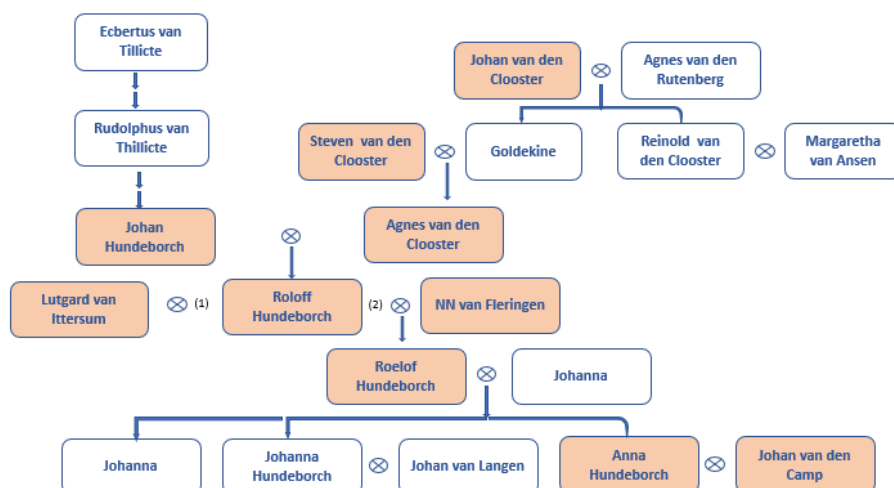 Ecbertus van
Tillicte
Johan van den
Clooster
Agnes van den
Rutenberg
Rudolphus van
Thillicte
Steven van den
Clooster
Goldekine
Reinold van
den Clooster
Margaretha
van Ansen
Johan
Hundeborch
Agnes van den
Clooster
Lutgard van
Ittersum
(1)
Roloff
Hundeborch
(2)
NN van Fleringen
Roelof
Hundeborch
Johanna
Johanna
Johanna
Hundeborch
Johan van Langen
Anna
Hundeborch
Johan van den
Camp